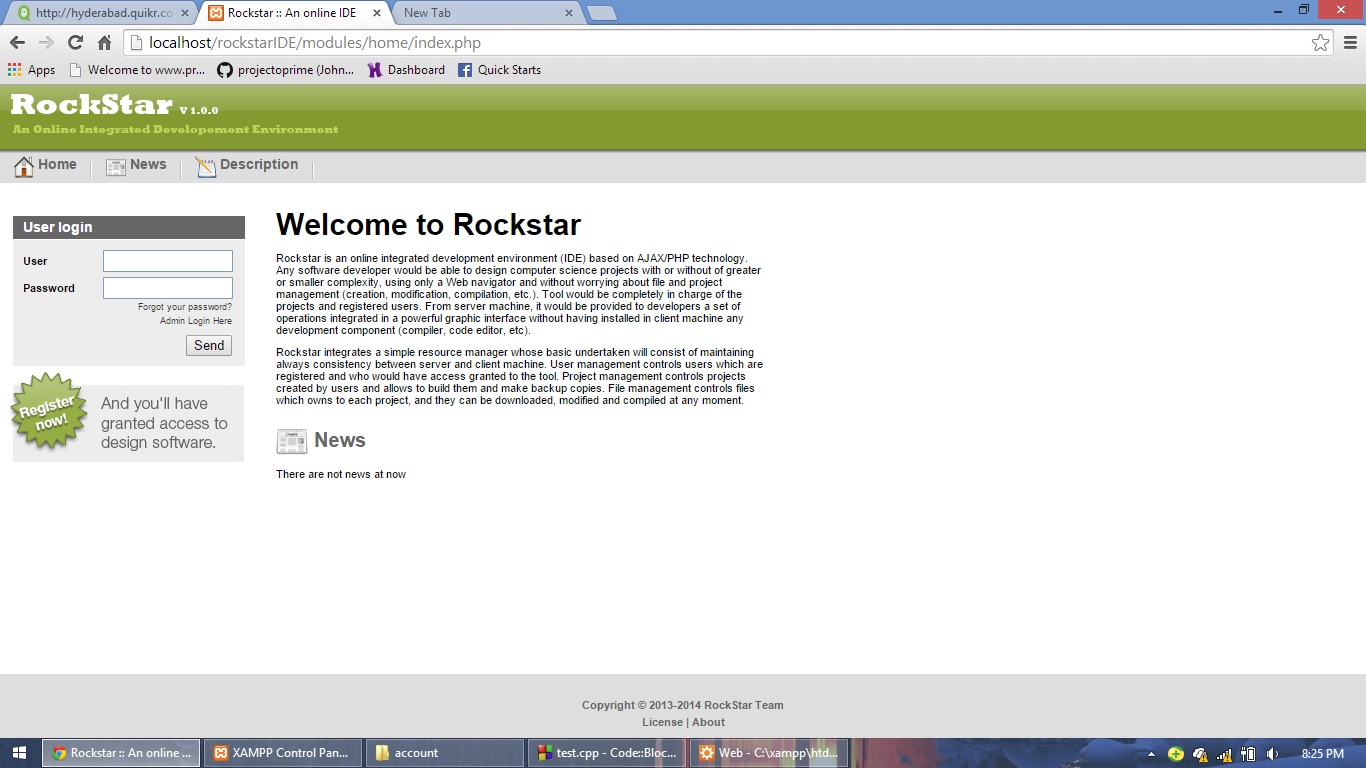 http://hyderabad.quikr.co
Rockstar :: An online IDE
New Tab
localhost/rockstarIDE/modules/home/index.php
Apps
Welcome to www.pr...
projectoprime (John...
Dashboard
Quick Starts
RockStar V 1.0.0
An Online Integrated Developement Environment
Home
News
Description
User login
User
Password
Forgot your password?
Admin Login Here
Send
Register now!
And you'll have
granted access to
design software.
Welcome to Rockstar
Rockstar is an online integrated development environment (IDE) based on AJAX/PHP technology.
Any software developer would be able to design computer science projects with or without of greater
or smaller complexity, using only a Web navigator and without worrying about file and project
management (creation, modification, compilation, etc.). Tool would be completely in charge of the
projects and registered users. From server machine, it would be provided to developers a set of
operations integrated in a powerful graphic interface without having installed in client machine any
development component (compiler, code editor, etc).
Rockstar integrates a simple resource manager whose basic undertaken will consist of maintaining
always consistency between server and client machine. User management controls users which are
registered and who would have access granted to the tool. Project management controls projects
created by users and allows to build them and make backup copies. File management controls files
which owns to each project, and they can be downloaded, modified and compiled at any moment.
News
There are not news at now
Copyright © 2013-2014 RockStar Team
License | About
Rockstar :: An online ...
XAMPP Control Pan...
account
test.cpp - Code::Bloc...
Web - C:\xampp\htd...
8:25 PM